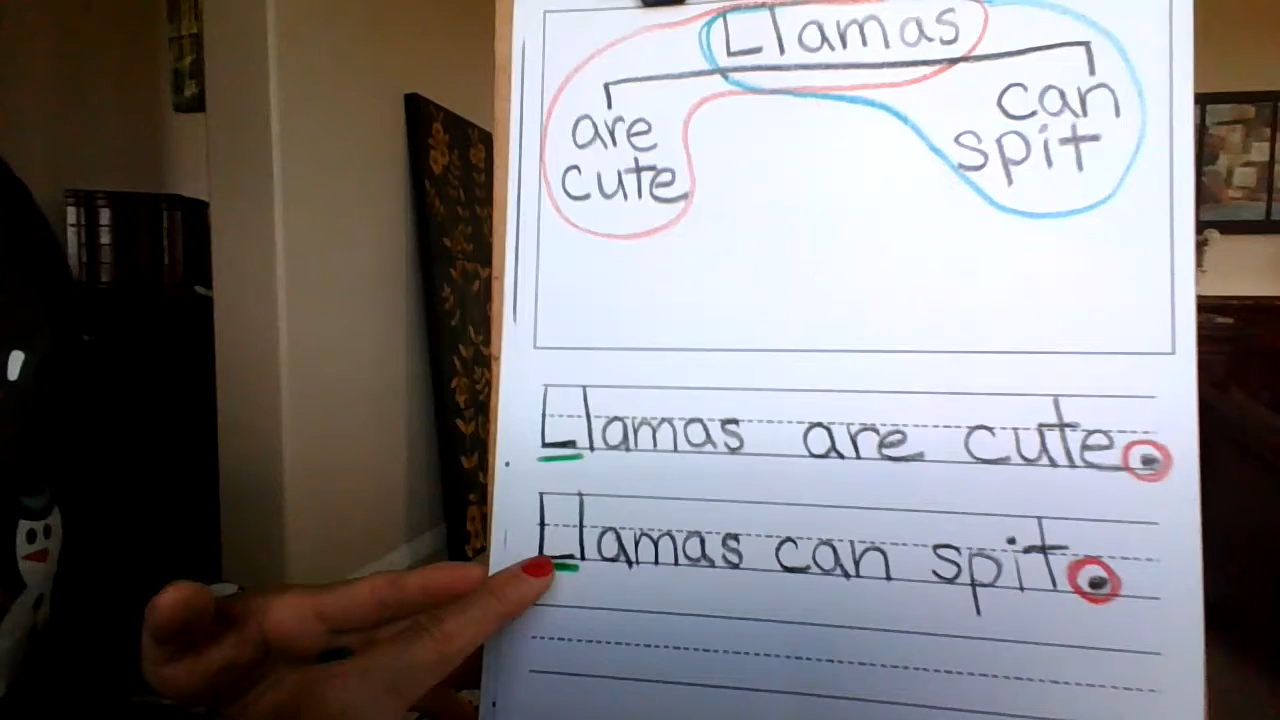 Llamas
are can
cute spit
Llamas are cute.
Llamas can spit.